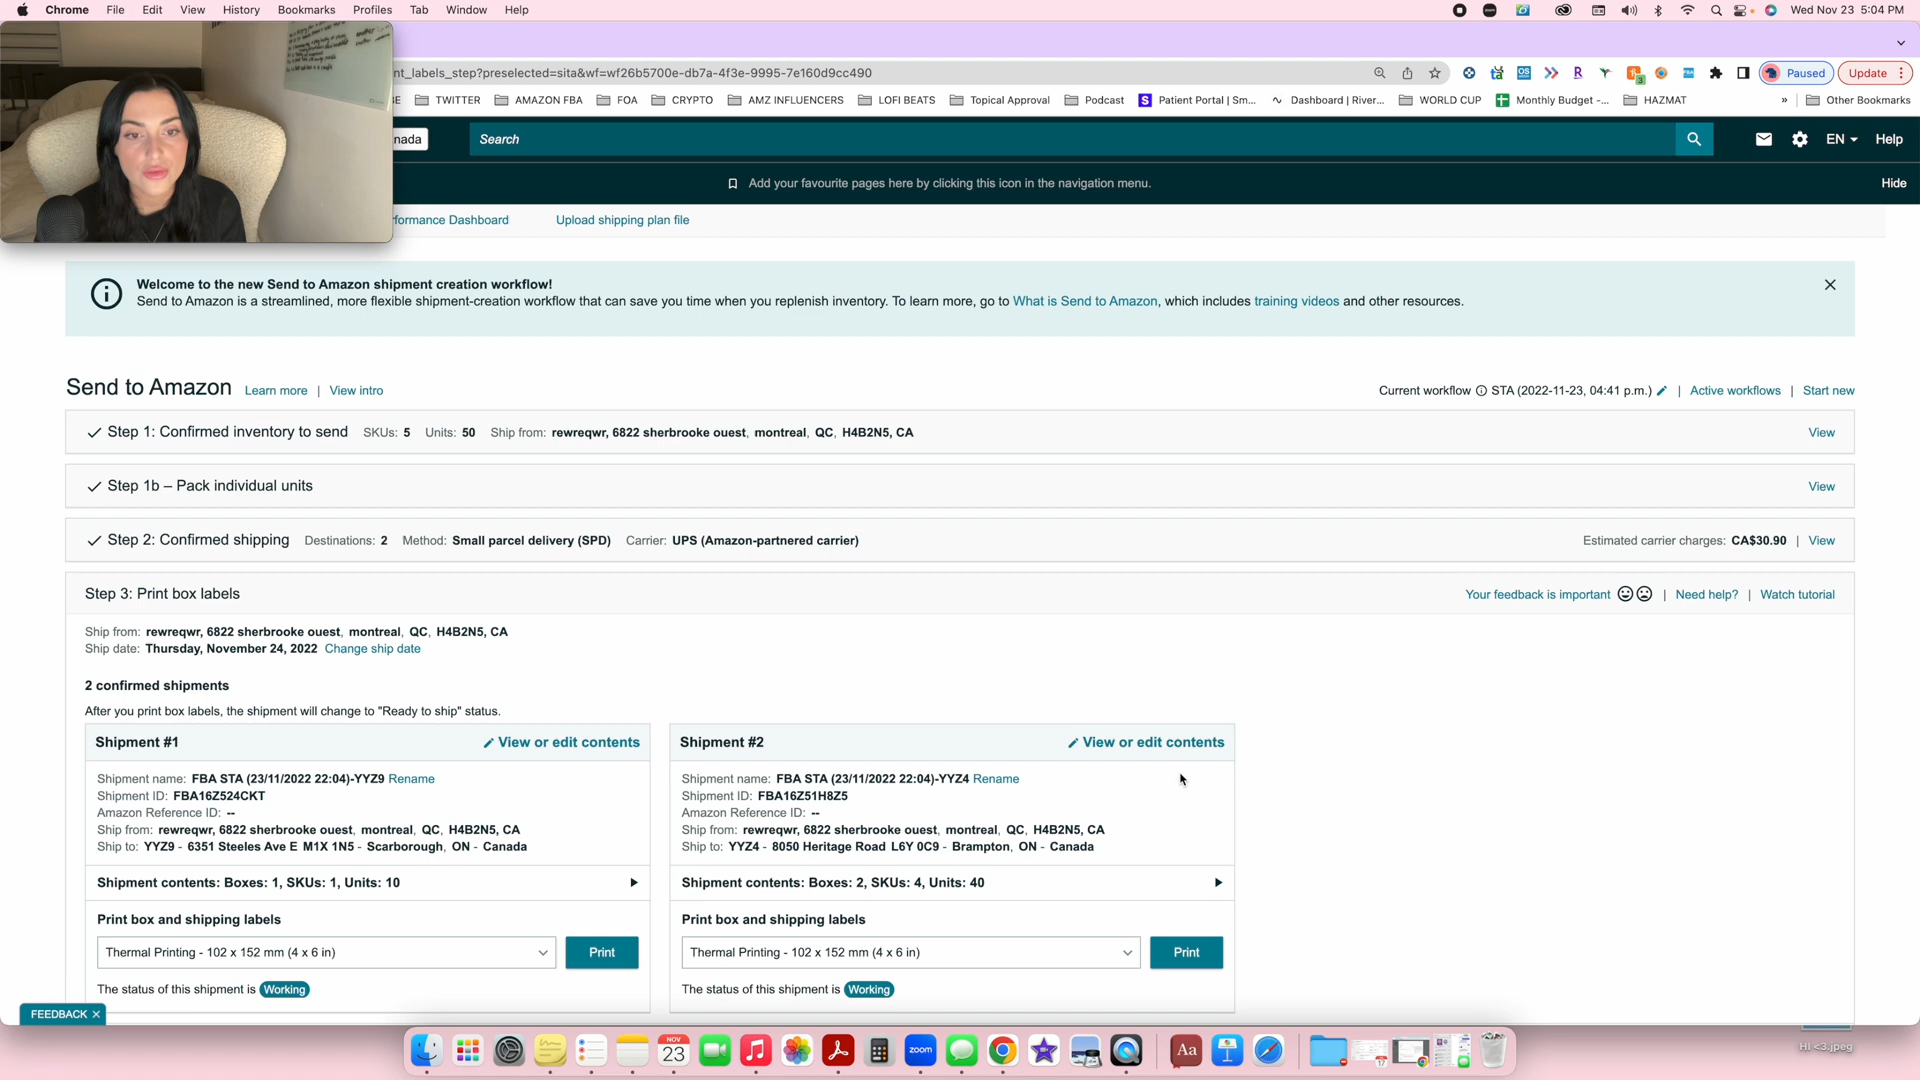 Chrome File Edit View History Bookmarks Profiles Tab Window Help Wed Nov 23 5:04 PM
nt_labels_step?preselected=sita&wf=wf26b5700e-db7a-4f3e-9995-7e160d9cc490 Paused Update
BE TWITTER AMAZON FBA FOA CRYPTO AMZ INFLUENCERS LOFI BEATS Topical Approval Podcast Patient Portal | Sm... Dashboard | River... WORLD CUP Monthly Budget -... HAZMAT » Other Bookmarks
nada Search EN Help
Add your favourite pages here by clicking this icon in the navigation menu. Hide
formance Dashboard Upload shipping plan file
Welcome to the new Send to Amazon shipment creation workflow!
Send to Amazon is a streamlined, more flexible shipment-creation workflow that can save you time when you replenish inventory. To learn more, go to What is Send to Amazon, which includes training videos and other resources.
Send to Amazon Learn more | View intro Current workflow STA (2022-11-23, 04:41 p.m.) | Active workflows | Start new
Step 1: Confirmed inventory to send SKUs: 5 Units: 50 Ship from: rewreqwr, 6822 sherbrooke ouest, montreal, QC, H4B2N5, CA View
Step 1b – Pack individual units View
Step 2: Confirmed shipping Destinations: 2 Method: Small parcel delivery (SPD) Carrier: UPS (Amazon-partnered carrier) Estimated carrier charges: CA$30.90 | View
Step 3: Print box labels Your feedback is important | Need help? | Watch tutorial
Ship from: rewreqwr, 6822 sherbrooke ouest, montreal, QC, H4B2N5, CA
Ship date: Thursday, November 24, 2022 Change ship date
2 confirmed shipments
After you print box labels, the shipment will change to "Ready to ship" status.
Shipment #1 View or edit contents
Shipment name: FBA STA (23/11/2022 22:04)-YYZ9 Rename
Shipment ID: FBA16Z524CKT
Amazon Reference ID: --
Ship from: rewreqwr, 6822 sherbrooke ouest, montreal, QC, H4B2N5, CA
Ship to: YYZ9 - 6351 Steeles Ave E M1X 1N5 - Scarborough, ON - Canada
Shipment contents: Boxes: 1, SKUs: 1, Units: 10
Print box and shipping labels
Thermal Printing - 102 x 152 mm (4 x 6 in) Print
The status of this shipment is Working
Shipment #2 View or edit contents
Shipment name: FBA STA (23/11/2022 22:04)-YYZ4 Rename
Shipment ID: FBA16Z51H8Z5
Amazon Reference ID: --
Ship from: rewreqwr, 6822 sherbrooke ouest, montreal, QC, H4B2N5, CA
Ship to: YYZ4 - 8050 Heritage Road L6Y 0C9 - Brampton, ON - Canada
Shipment contents: Boxes: 2, SKUs: 4, Units: 40
Print box and shipping labels
Thermal Printing - 102 x 152 mm (4 x 6 in) Print
The status of this shipment is Working
FEEDBACK ×
NOV
23
zoom
Aa
17
HI <3.jpeg